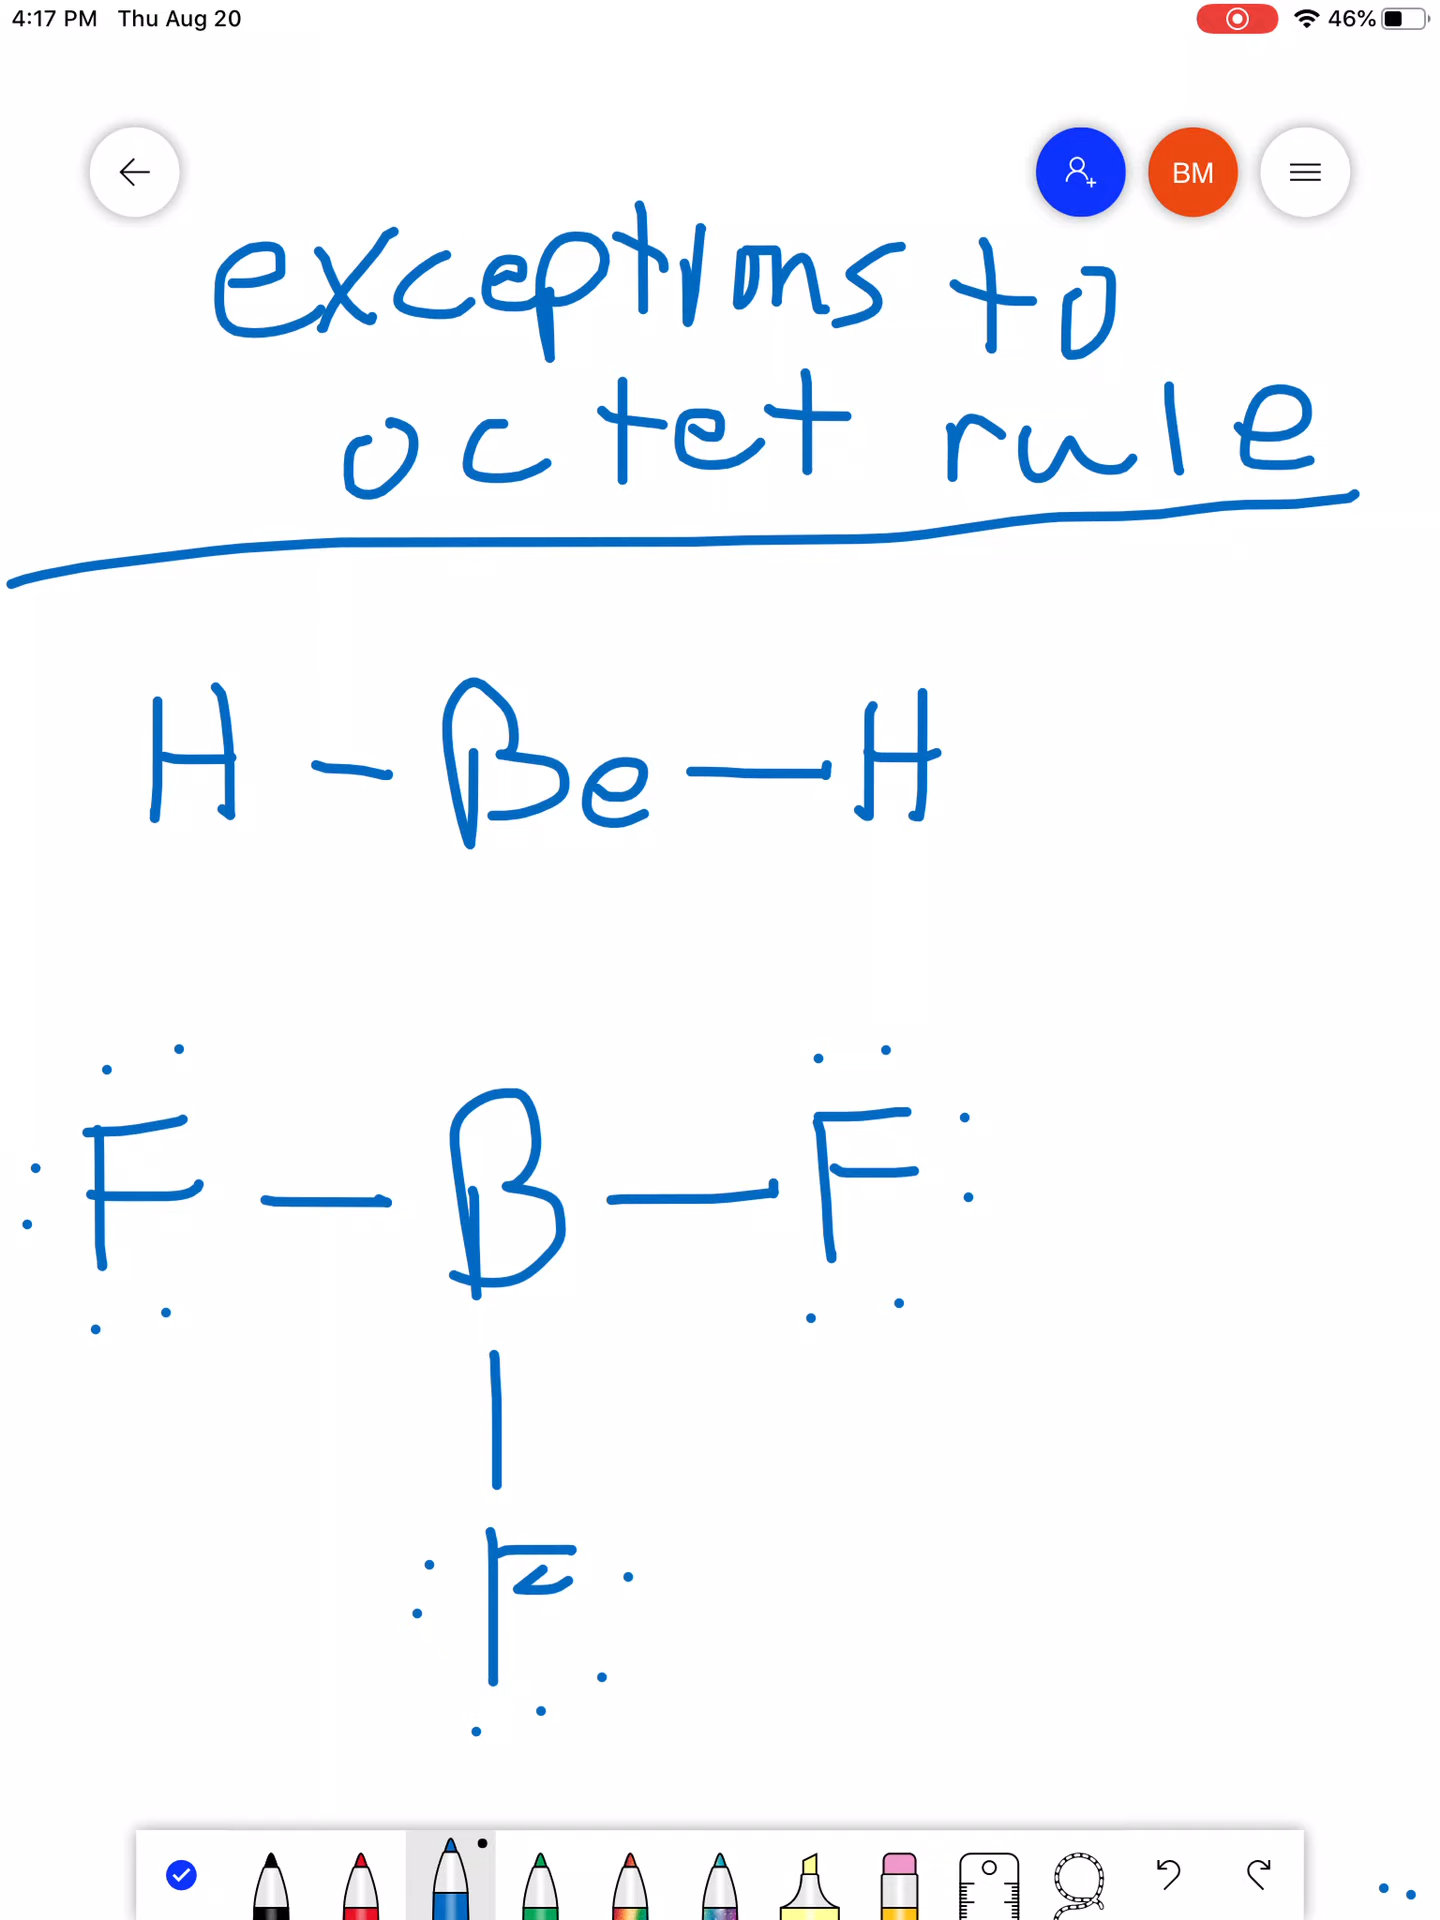 4:17 PM Thu Aug 20 46%
BM
exceptions to
octet rule
H - Be - H
F - B - F
|
F